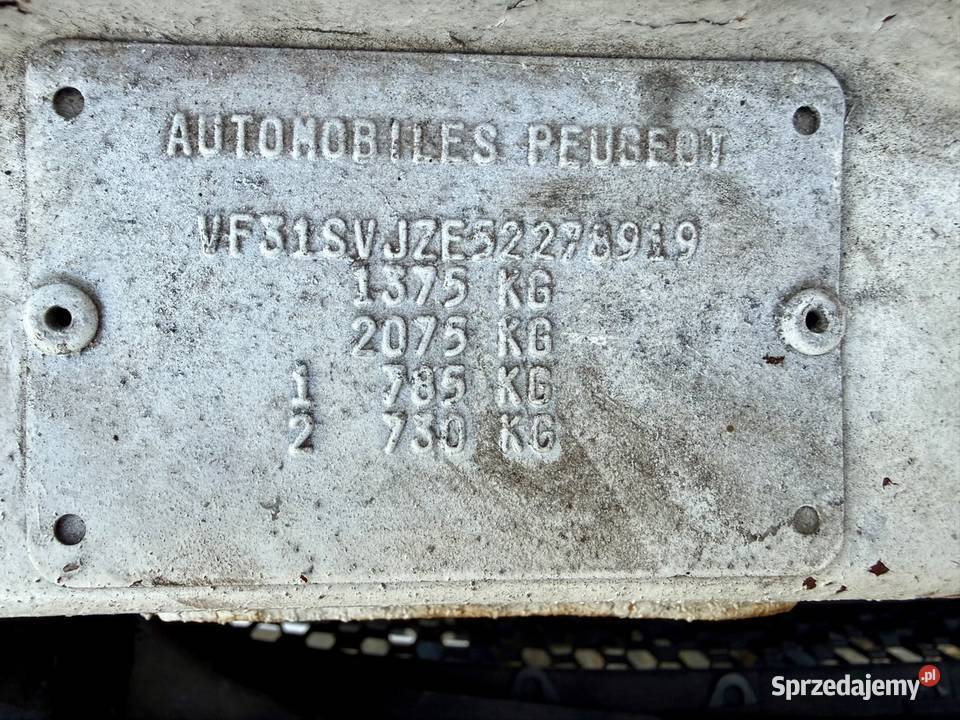 AUTOMOBILES PEUGEOT
VF31SVJZE52278919
1375 KG
2075 KG
1 785 KG
2 730 KG
Sprzedajemy.pl